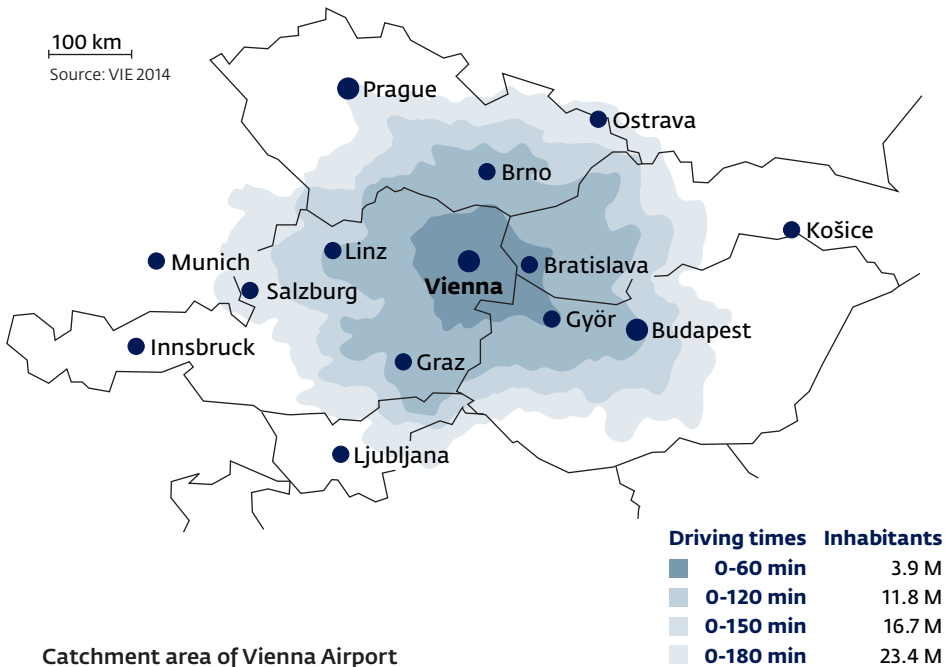 100 km
Source: VIE 2014
Prague
Ostrava
Brno
Košice
Linz
Munich
Bratislava
Vienna
Salzburg
Györ
Budapest
Innsbruck
Graz
Ljubljana
Driving times Inhabitants
0-60 min 3.9 M
0-120 min 11.8 M
0-150 min 16.7 M
0-180 min 23.4 M
Catchment area of Vienna Airport